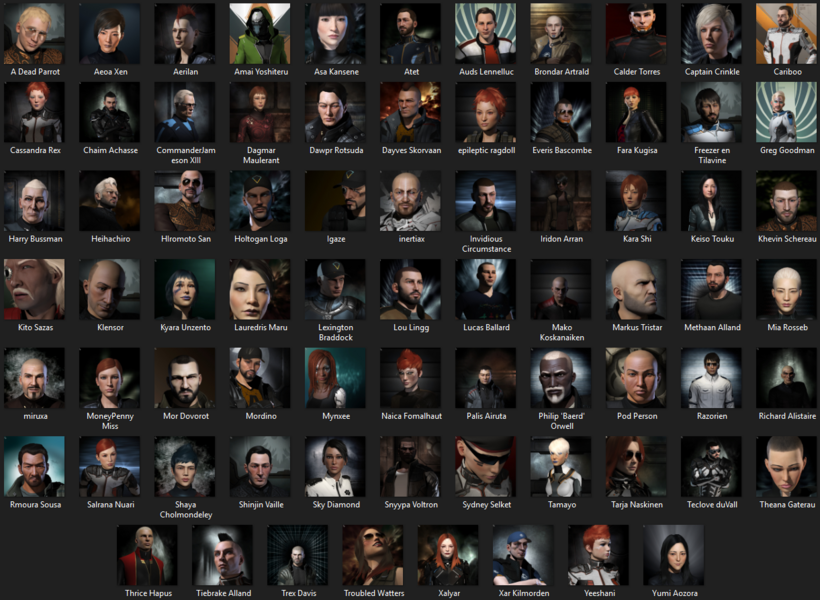 A Dead Parrot Aeoa Xen Aerilan Amai Yoshiteru Asa Kansene Atet Auds Lennelluc Brondar Artrald Calder Torres Captain Crinkle Cariboo
Cassandra Rex Chaim Achasse CommanderJam Dagmar Dawpr Rotsuda Dayves Skorvaan epileptic ragdoll Everis Bascombe Fara Kugisa Freezer en Greg Goodman
eson XIII Maulerant Tilavine
Harry Bussman Heihachiro HIromoto San Holtogan Loga Igaze inertiax Invidious Iridon Arran Kara Shi Keiso Touku Khevin Schereau
Circumstance
Kito Sazas Klensor Kyara Unzento Lauredris Maru Lexington Lou Lingg Lucas Ballard Mako Markus Tristar Methaan Alland Mia Rosseb
Braddock Koskanaiken
miruxa MoneyPenny Mor Dovorot Mordino Mynxee Naica Fomalhaut Palis Airuta Philip 'Baerd' Pod Person Razorien Richard Alistaire
Miss Orwell
Rmoura Sousa Salrana Nuari Shaya Shinjin Vaille Sky Diamond Snyypa Voltron Sydney Selket Tamayo Tarja Naskinen Teclove duVall Theana Gaterau
Cholmondeley
Thrice Hapus Tiebrake Alland Trex Davis Troubled Watters Xalyar Xar Kilmorden Yeeshani Yumi Aozora